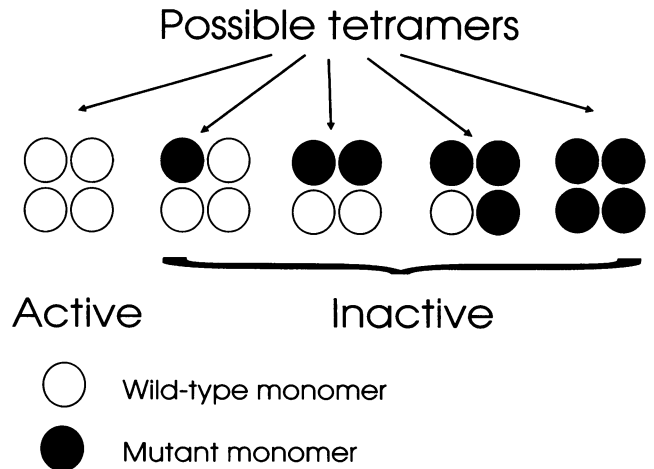 Possible tetramers
Active
Inactive
Wild-type monomer
Mutant monomer